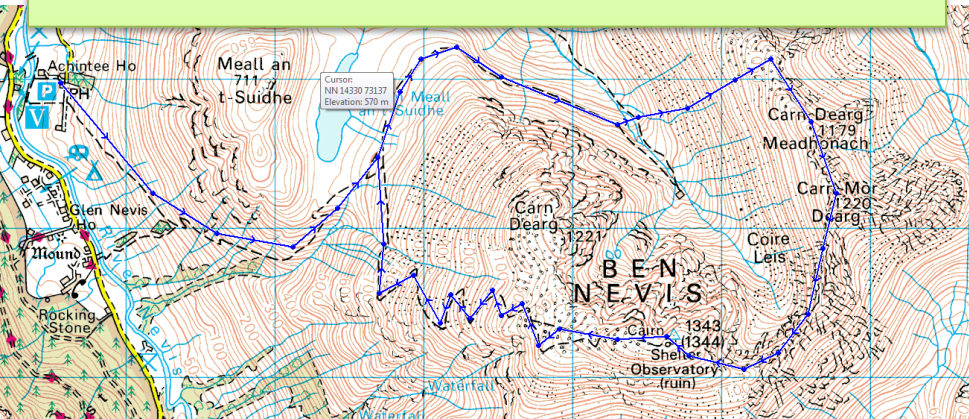 Achintee Ho
P
H
V
Meall an
711
t-Suidhe
Cursor:
NN 14330 73137
Elevation: 570 m
Meall
an t-Suidhe
Carn Dearg
1179
Meadhonach
Carn Mor
1220
Dearg
Glen Nevis
Ho
Mound
Rocking
Stone
Nevis
Carn
Dearg
1221
Coire
Leis
BEN
NEVIS
Cairn
1343
(1344)
Shelter
Observatory
(ruin)
Waterfall
Waterfall